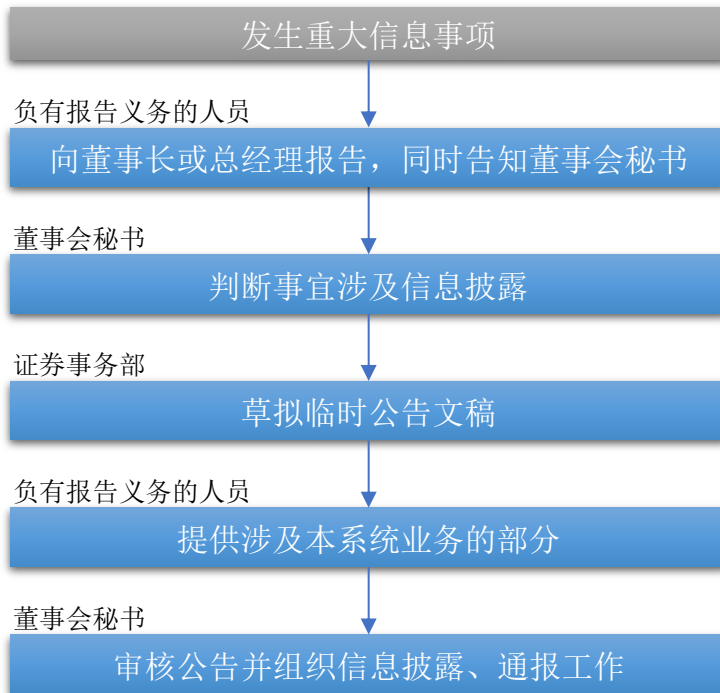 发生重大信息事项
负有报告义务的人员
向董事长或总经理报告，同时告知董事会秘书
董事会秘书
判断事宜涉及信息披露
证券事务部
草拟临时公告文稿
负有报告义务的人员
提供涉及本系统业务的部分
董事会秘书
审核公告并组织信息披露、通报工作